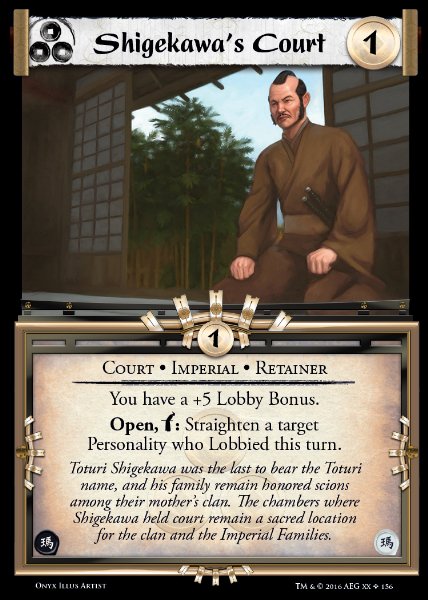 Shigekawa's Court
1
1
Court • Imperial • Retainer
You have a +5 Lobby Bonus.
Open, : Straighten a target
Personality who Lobbied this turn.
Toturi Shigekawa was the last to bear the Toturi
name, and his family remain honored scions
among their mother's clan. The chambers where
Shigekawa held court remain a sacred location
for the clan and the Imperial Families.
瑪 瑪
Onyx Illus Artist
TM & © 2016 AEG XX ❖ 156